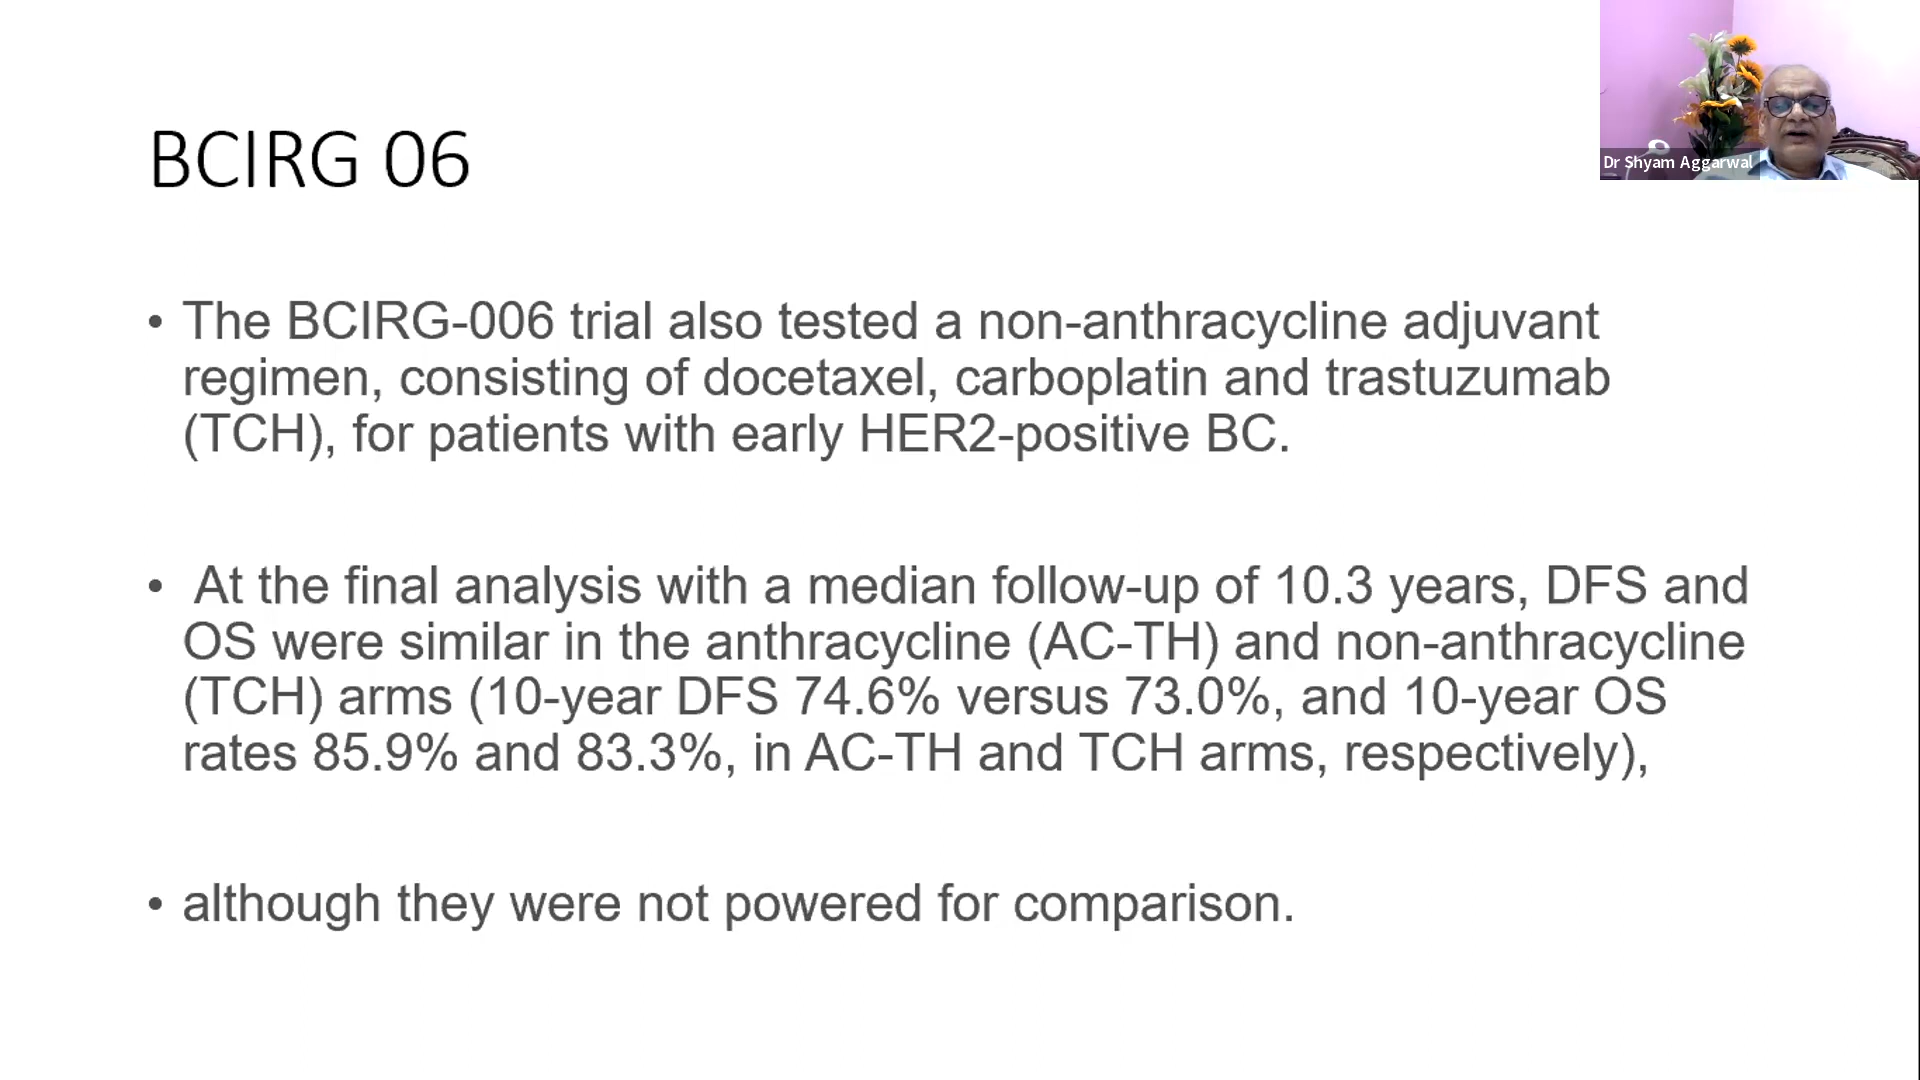 BCIRG 06
Dr Shyam Aggarwal
• The BCIRG-006 trial also tested a non-anthracycline adjuvant
regimen, consisting of docetaxel, carboplatin and trastuzumab
(TCH), for patients with early HER2-positive BC.
• At the final analysis with a median follow-up of 10.3 years, DFS and
OS were similar in the anthracycline (AC-TH) and non-anthracycline
(TCH) arms (10-year DFS 74.6% versus 73.0%, and 10-year OS
rates 85.9% and 83.3%, in AC-TH and TCH arms, respectively),
• although they were not powered for comparison.